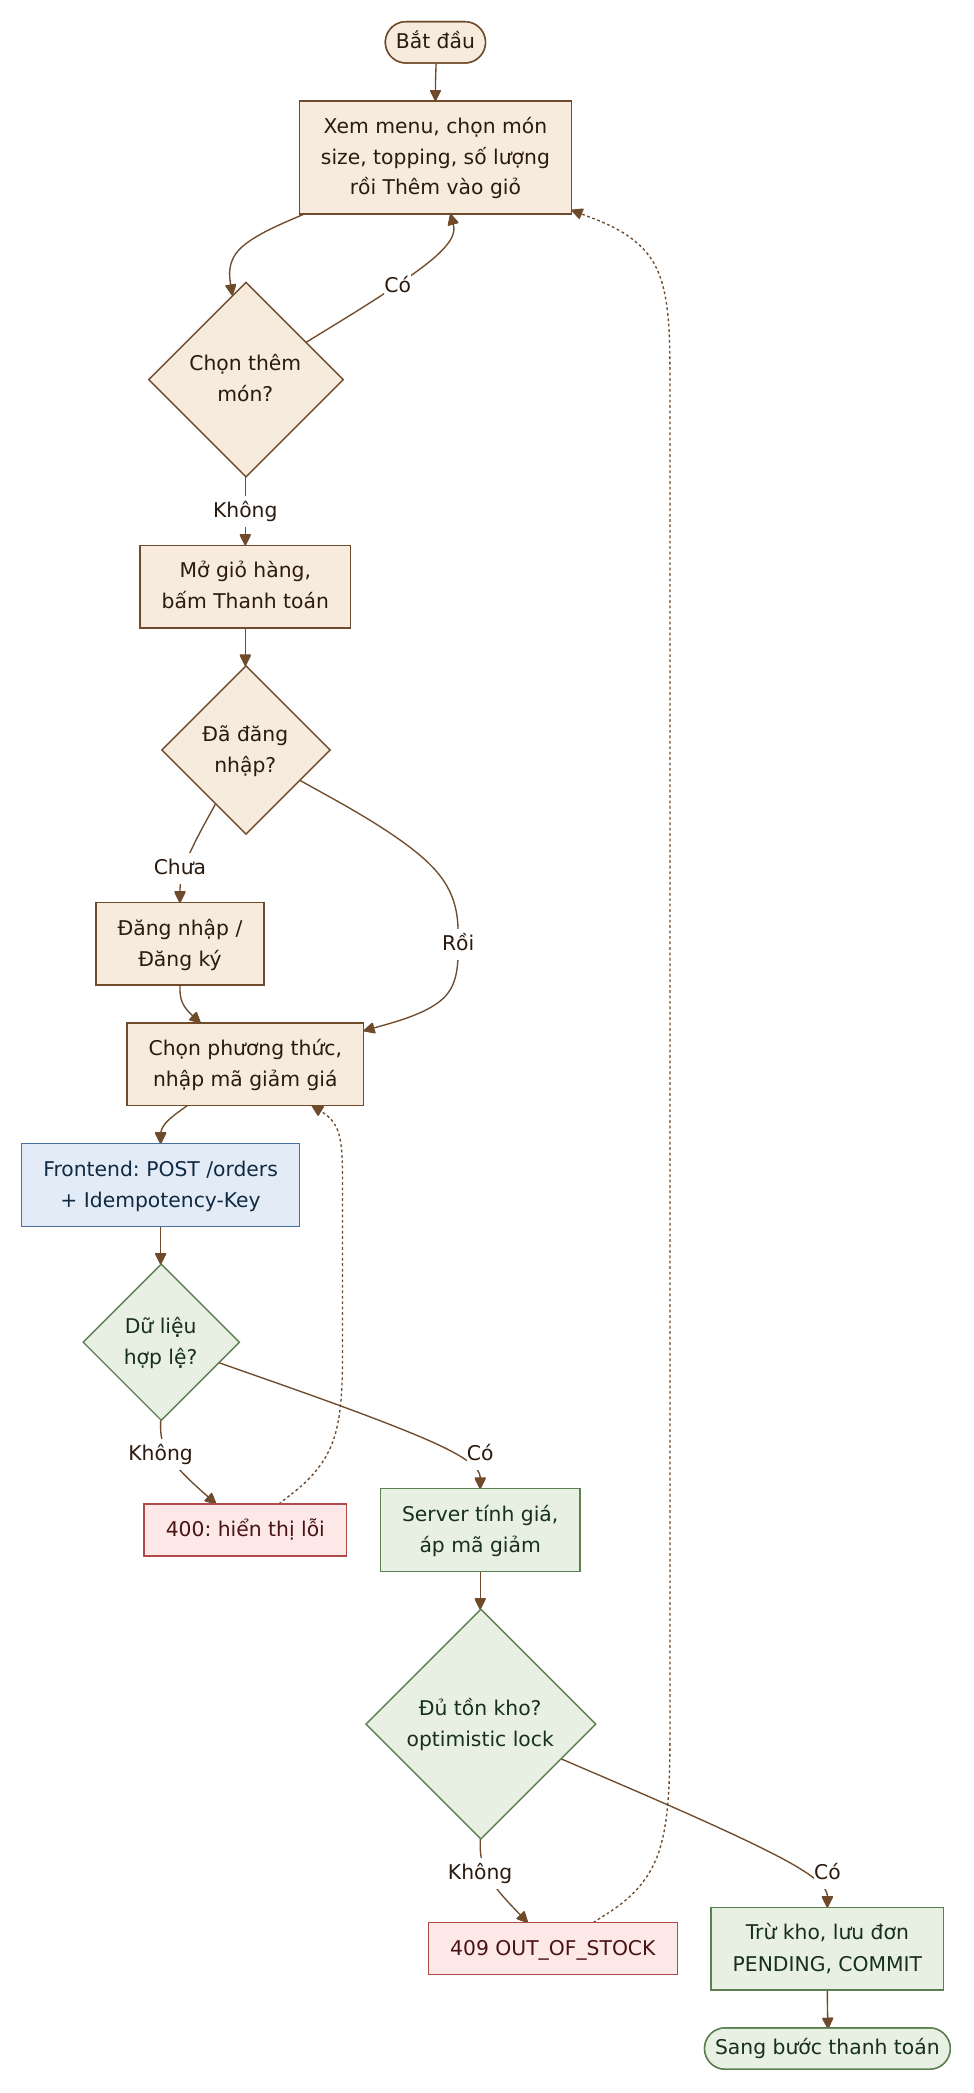 Bắt đầu
Xem menu, chọn món
size, topping, số lượng
rồi Thêm vào giỏ
Có
Chọn thêm
món?
Không
Mở giỏ hàng,
bấm Thanh toán
Đã đăng
nhập?
Chưa
Đăng nhập /
Đăng ký
Rồi
Chọn phương thức,
nhập mã giảm giá
Frontend: POST /orders
+ Idempotency-Key
Dữ liệu
hợp lệ?
Không
Có
400: hiển thị lỗi
Server tính giá,
áp mã giảm
Đủ tồn kho?
optimistic lock
Không
Có
409 OUT_OF_STOCK
Trừ kho, lưu đơn
PENDING, COMMIT
Sang bước thanh toán